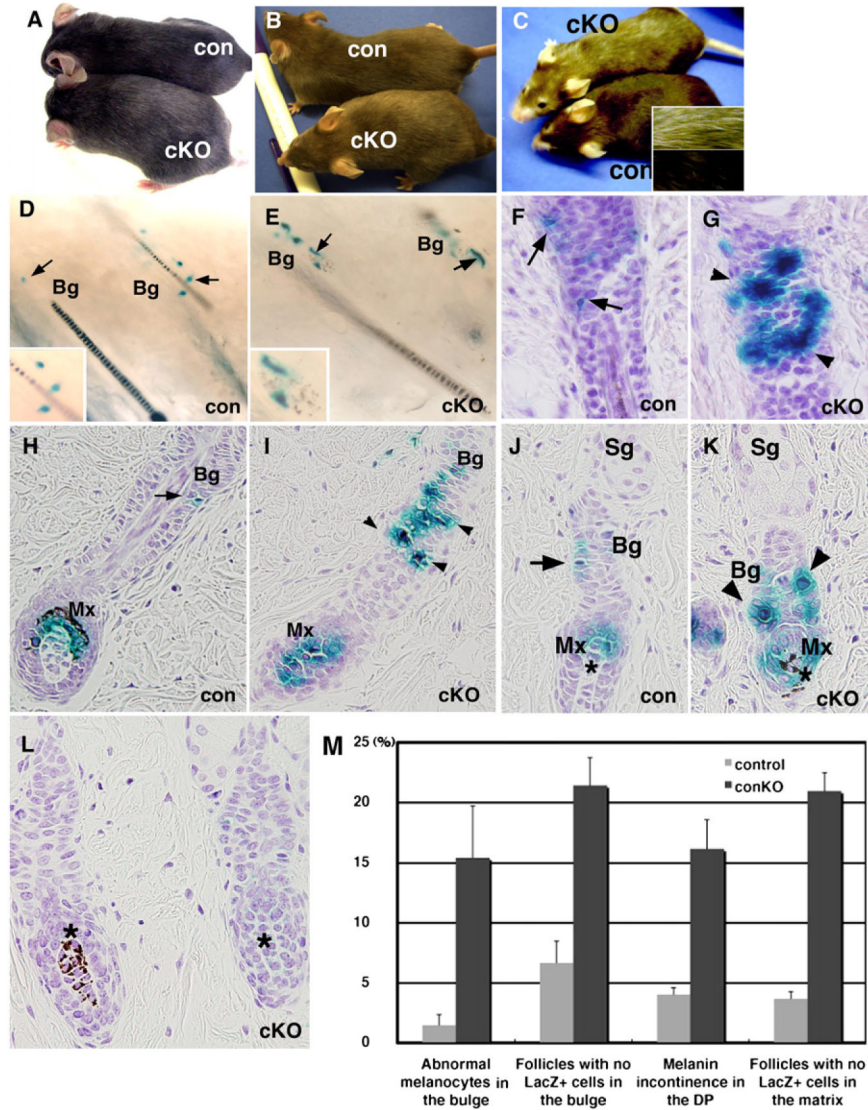 A
con
cKO
B
con
cKO
C
cKO
con
D
Bg
Bg
con
E
Bg
Bg
cKO
F
con
G
cKO
H
Bg
Mx
con
I
Bg
Mx
cKO
J
Sg
Bg
Mx
*
con
K
Sg
Bg
Mx
*
cKO
L
*
*
cKO
M
25 (%)
20
15
10
5
0
control
conKO
Abnormal
melanocytes in
the bulge
Follicles with no
LacZ+ cells in
the bulge
Melanin
incontinence in
the DP
Follicles with no
LacZ+ cells in
the matrix